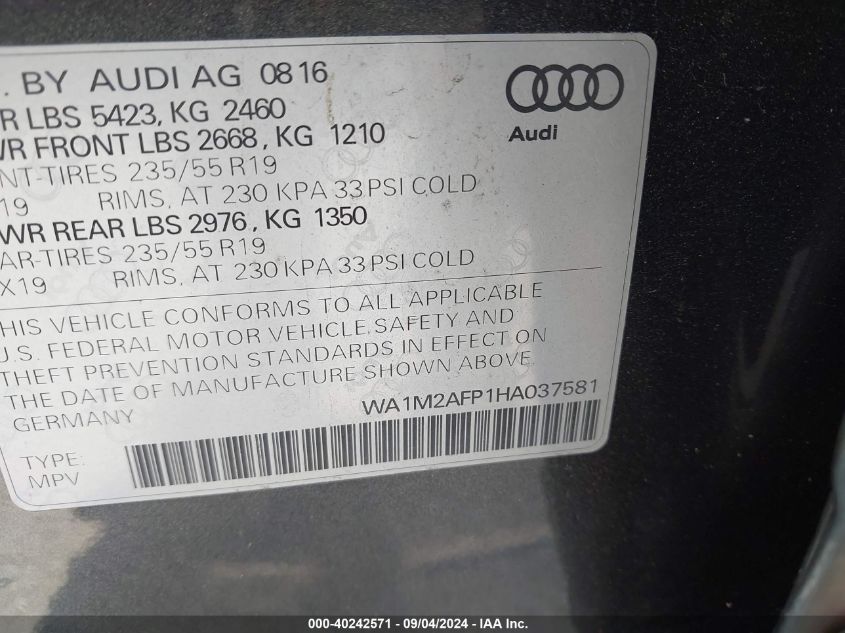 . BY AUDI AG 0816
R LBS 5423, KG 2460
WR FRONT LBS 2668, KG 1210
NT-TIRES 235/55 R19
19 RIMS, AT 230 KPA 33 PSI COLD
WR REAR LBS 2976, KG 1350
AR-TIRES 235/55 R19
X19 RIMS, AT 230 KPA 33 PSI COLD
Audi
HIS VEHICLE CONFORMS TO ALL APPLICABLE
U.S. FEDERAL MOTOR VEHICLE, SAFETY AND
THEFT PREVENTION STANDARDS IN EFFECT ON
THE DATE OF MANUFACTURE SHOWN ABOVE.
GERMANY
WA1M2AFP1HA037581
TYPE:
MPV
000-40242571 - 09/04/2024 - IAA Inc.